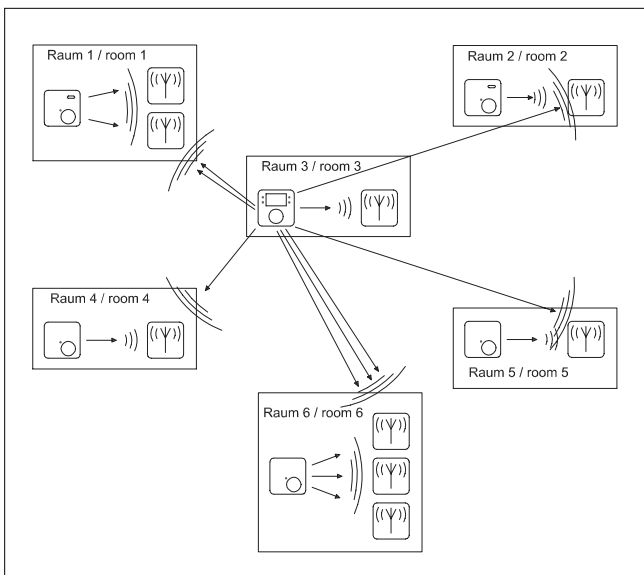 Raum 1 / room 1
Raum 2 / room 2
Raum 3 / room 3
Raum 4 / room 4
Raum 5 / room 5
Raum 6 / room 6